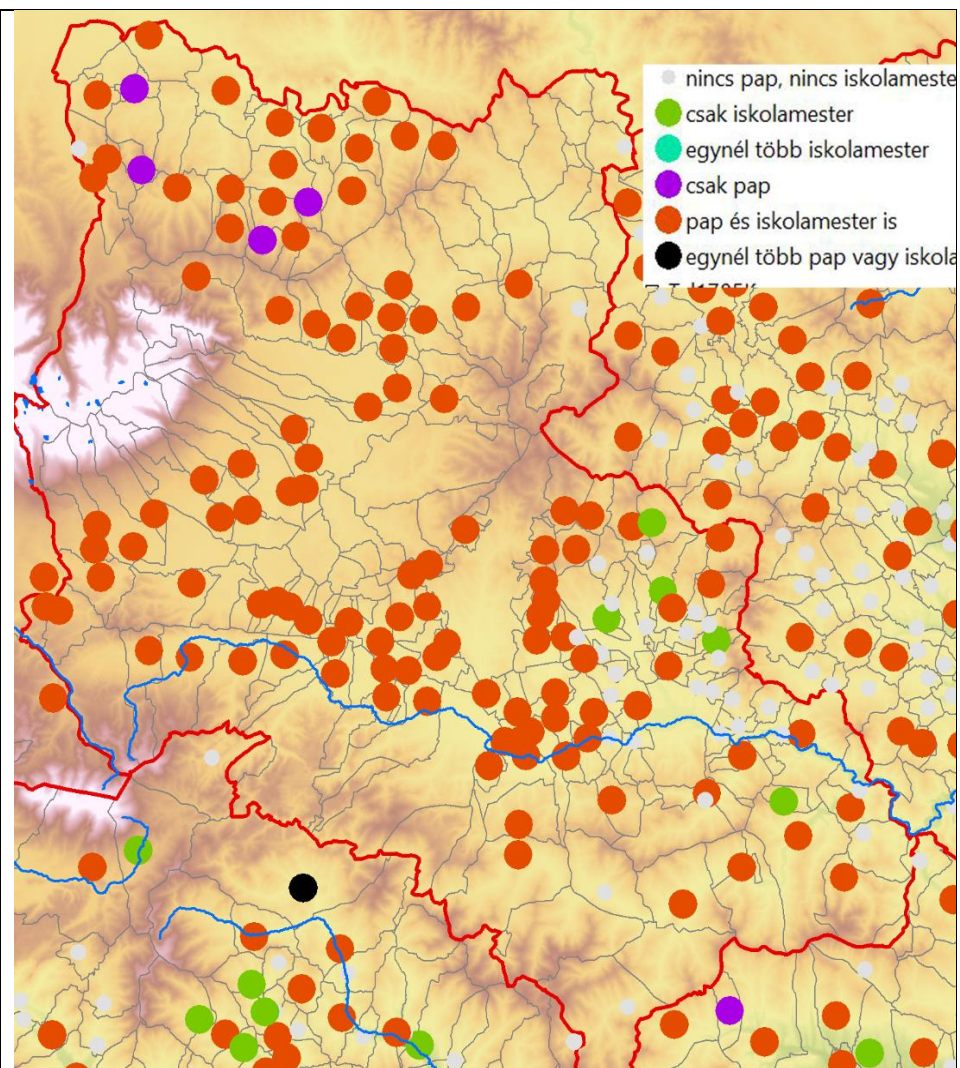 nincs pap, nincs iskolameste
csak iskolamester
egynél több iskolamester
csak pap
pap és iskolamester is
egynél több pap vagy iskola